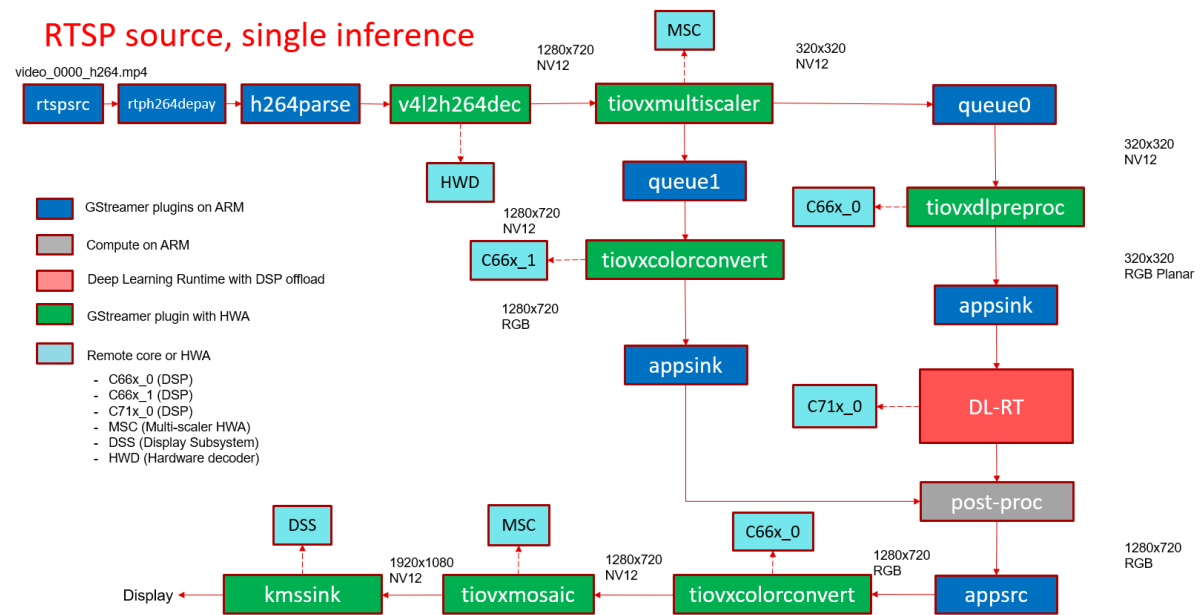 RTSP source, single inference
video_0000_h264.mp4
rtspsrc
rtph264depay
h264parse
v4l2h264dec
1280x720
NV12
MSC
tiovxmultiscaler
320x320
NV12
queue0
HWD
queue1
320x320
NV12
C66x_0
tiovxdlpreproc
1280x720
NV12
C66x_1
tiovxcolorconvert
320x320
RGB Planar
1280x720
RGB
appsink
appsink
C71x_0
DL-RT
post-proc
GStreamer plugins on ARM
Compute on ARM
Deep Learning Runtime with DSP offload
GStreamer plugin with HWA
Remote core or HWA
- C66x_0 (DSP)
- C66x_1 (DSP)
- C71x_0 (DSP)
- MSC (Multi-scaler HWA)
- DSS (Display Subsystem)
- HWD (Hardware decoder)
1280x720
RGB
appsrc
1280x720
RGB
C66x_0
tiovxcolorconvert
1280x720
NV12
MSC
tiovxmosaic
1920x1080
NV12
DSS
kmssink
Display